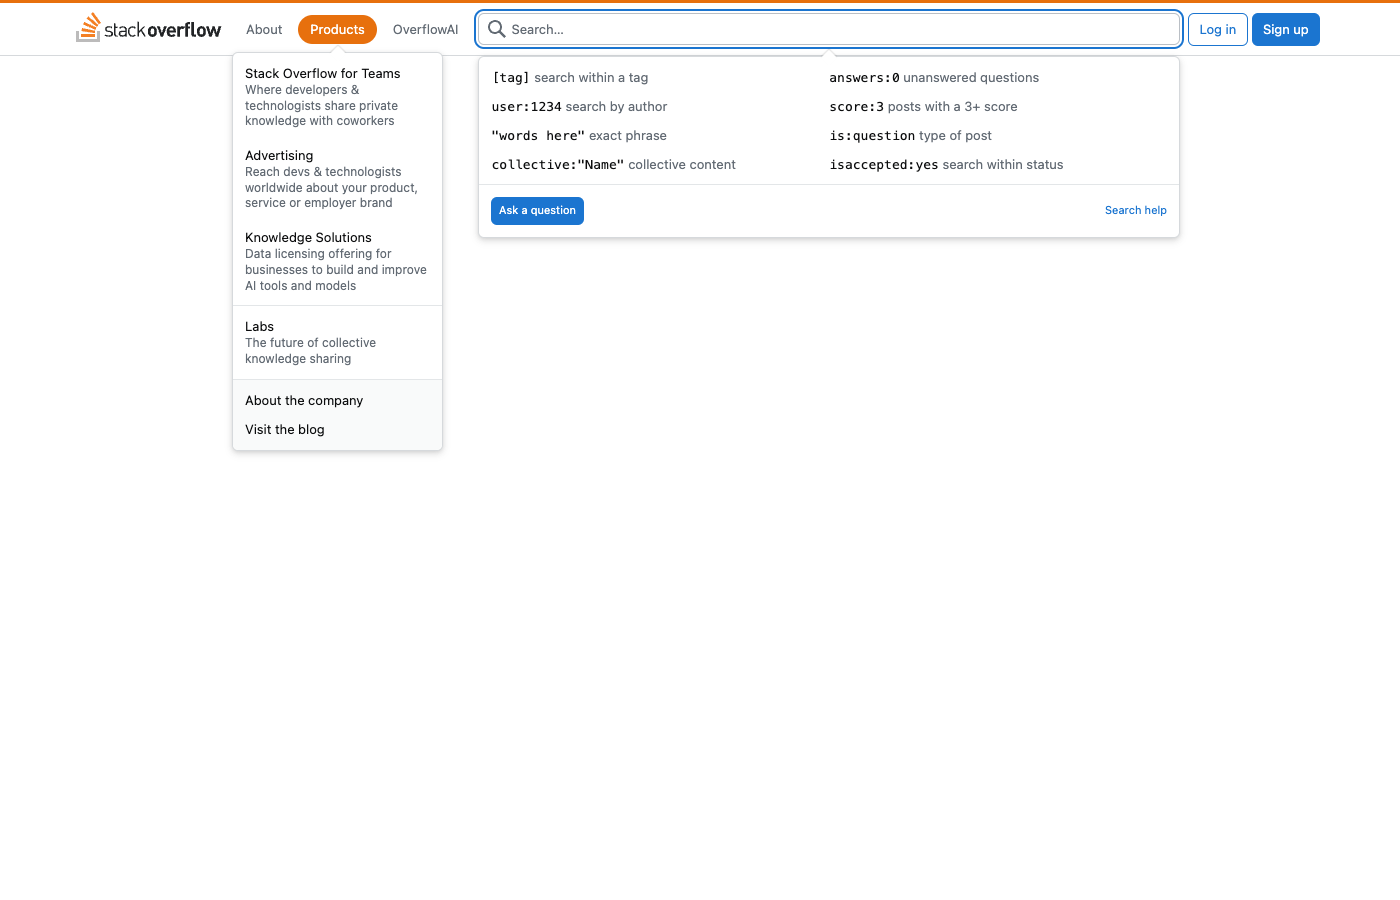 stackoverflow
About
Products
OverflowAI
Search…
Log in
Sign up
Stack Overflow for Teams
Where developers &
technologists share private
knowledge with coworkers
Advertising
Reach devs & technologists
worldwide about your product,
service or employer brand
Knowledge Solutions
Data licensing offering for
businesses to build and improve
AI tools and models
Labs
The future of collective
knowledge sharing
About the company
Visit the blog
[tag] search within a tag
user:1234 search by author
"words here" exact phrase
collective:"Name" collective content
answers:0 unanswered questions
score:3 posts with a 3+ score
is:question type of post
isaccepted:yes search within status
Ask a question
Search help